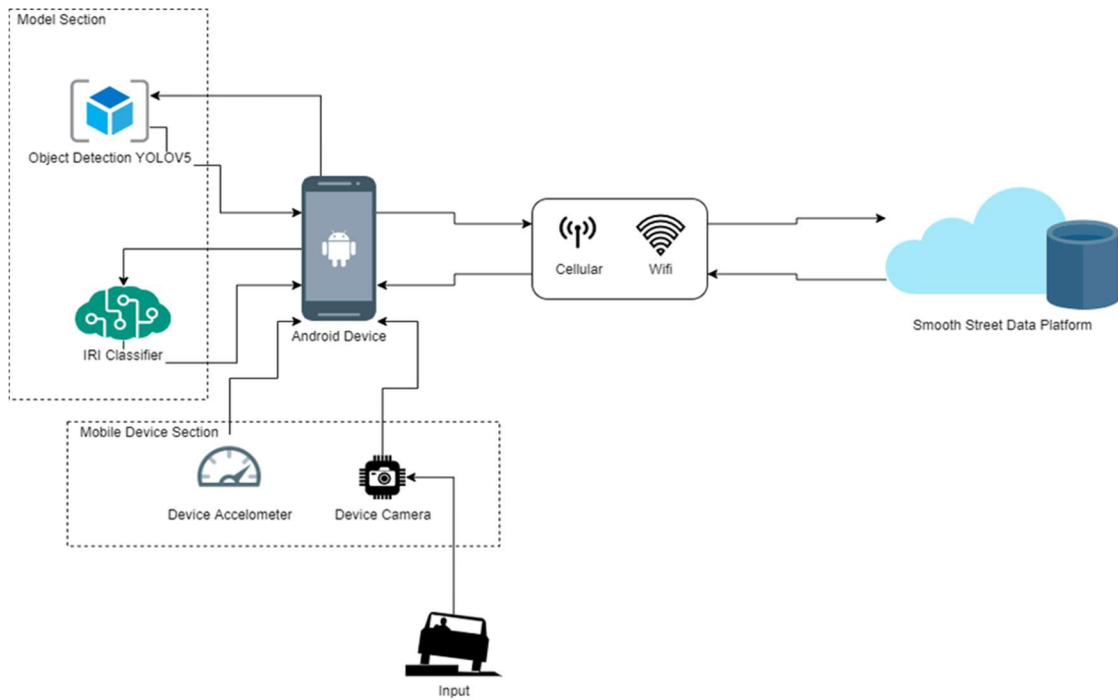 Model Section
Object Detection YOLOV5
IRI Classifier
Android Device
Cellular
Wifi
Smooth Street Data Platform
Mobile Device Section
Device Accelometer
Device Camera
Input